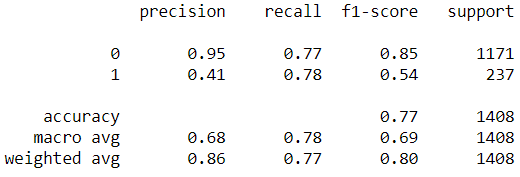 precision recall f1-score support
0 0.95 0.77 0.85 1171
1 0.41 0.78 0.54 237
accuracy 0.77 1408
macro avg 0.68 0.78 0.69 1408
weighted avg 0.86 0.77 0.80 1408